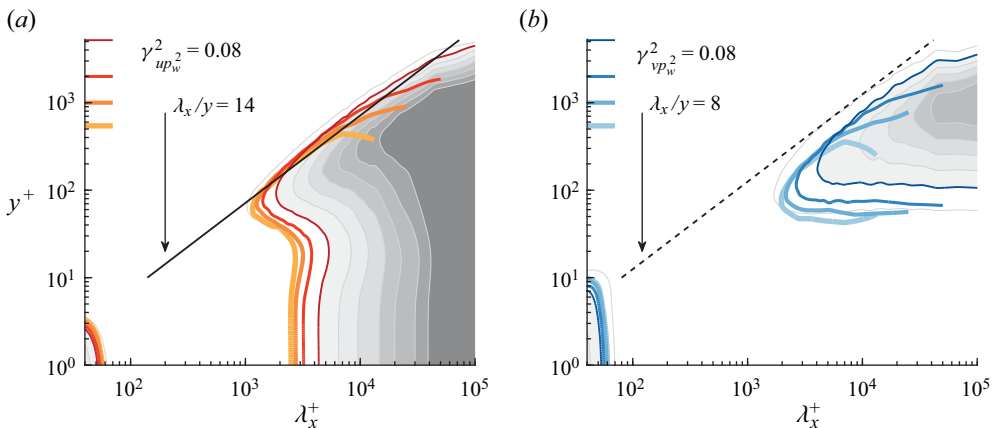 (a)
γ²_{up_w²} = 0.08
λ_x/y = 14
y⁺
10³
10²
10¹
10⁰
10² 10³ 10⁴ 10⁵
λ_x⁺
(b)
γ²_{vp_w²} = 0.08
λ_x/y = 8
10³
10²
10¹
10⁰
10² 10³ 10⁴ 10⁵
λ_x⁺